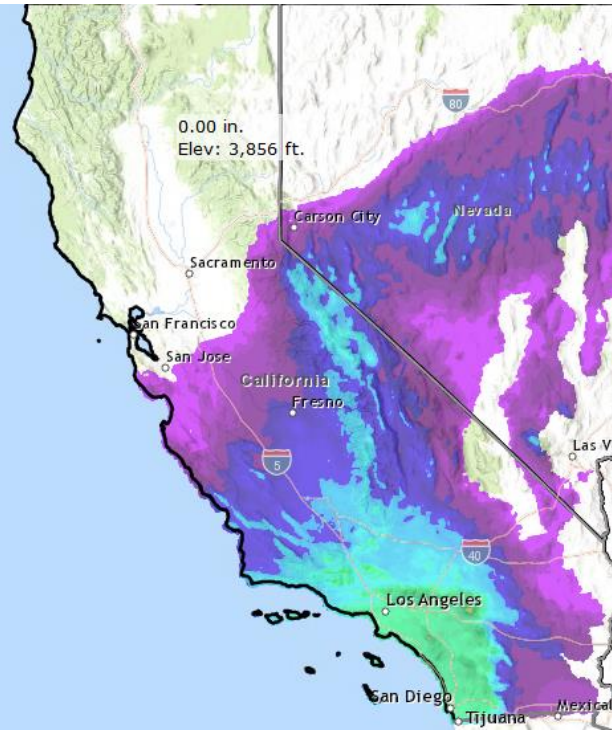 80
0.00 in.
Elev: 3,856 ft.
Carson City
Nevada
Sacramento
San Francisco
San Jose
California
Fresno
5
Las V
40
Los Angeles
San Diego
Mexical
Tijuana